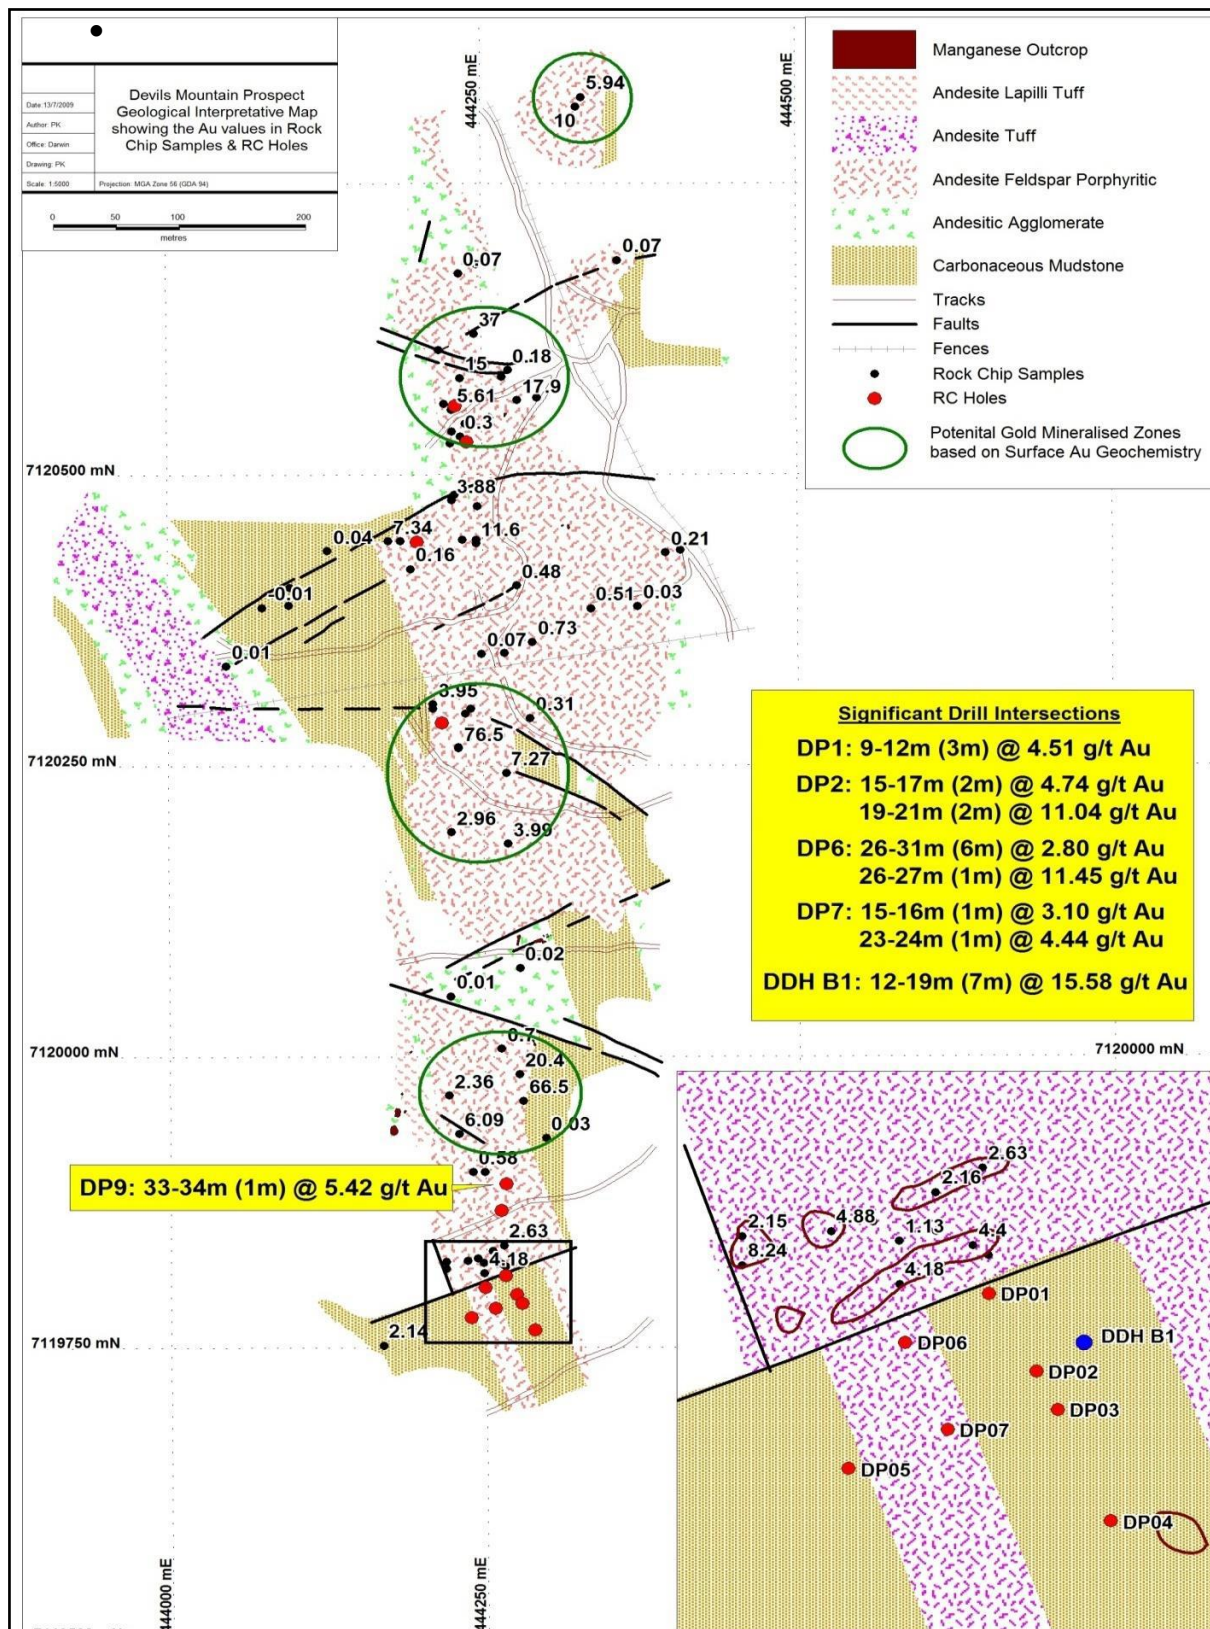 Date:13/7/2009
Author: PK
Office: Darwin
Drawing: PK
Scale: 1:5000
Devils Mountain Prospect
Geological Interpretative Map
showing the Au values in Rock
Chip Samples & RC Holes
Projection: MGA Zone 56 (GDA 94)
0 50 100 200
metres
444250 mE
444500 mE
Manganese Outcrop
Andesite Lapilli Tuff
Andesite Tuff
Andesite Feldspar Porphyritic
Andesitic Agglomerate
Carbonaceous Mudstone
Tracks
Faults
Fences
Rock Chip Samples
RC Holes
Potenital Gold Mineralised Zones
based on Surface Au Geochemistry
5.94
10
0.07
0.07
37
0.18
15
17.9
5.61
0.3
7120500 mN
3.88
7.34
11.6
0.04
0.21
0.16
0.48
-0.01
0.51
0.03
0.73
0.07
0.01
3.95
0.31
76.5
7.27
7120250 mN
2.96
3.99
Significant Drill Intersections
DP1: 9-12m (3m) @ 4.51 g/t Au
DP2: 15-17m (2m) @ 4.74 g/t Au
19-21m (2m) @ 11.04 g/t Au
DP6: 26-31m (6m) @ 2.80 g/t Au
26-27m (1m) @ 11.45 g/t Au
DP7: 15-16m (1m) @ 3.10 g/t Au
23-24m (1m) @ 4.44 g/t Au
DDH B1: 12-19m (7m) @ 15.58 g/t Au
0.02
0.01
0.7
7120000 mN
7120000 mN
20.4
2.36
66.5
6.09
0.03
0.58
DP9: 33-34m (1m) @ 5.42 g/t Au
2.63
4.18
7119750 mN
2.14
2.63
2.16
2.15
4.88
1.13
4.4
8.24
4.18
DP01
DP06
DDH B1
DP02
DP03
DP07
DP05
DP04
444000 mE
444250 mE